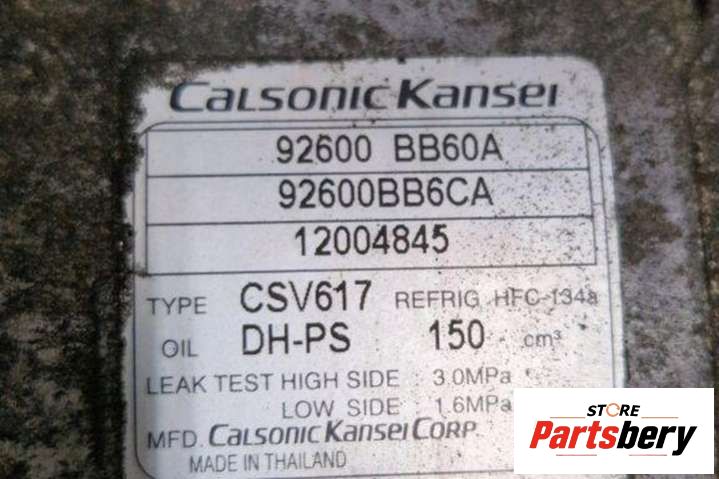 CALSONIC KANSEI
92600 BB60A
92600BB6CA
12004845
TYPE CSV617 REFRIG HFC-134a
OIL DH-PS 150 cm³
LEAK TEST HIGH SIDE : 3.0MPa
LOW SIDE : 1.6MPa
MFD. CALSONIC KANSEI CORP.
MADE IN THAILAND
STORE
Partsbery